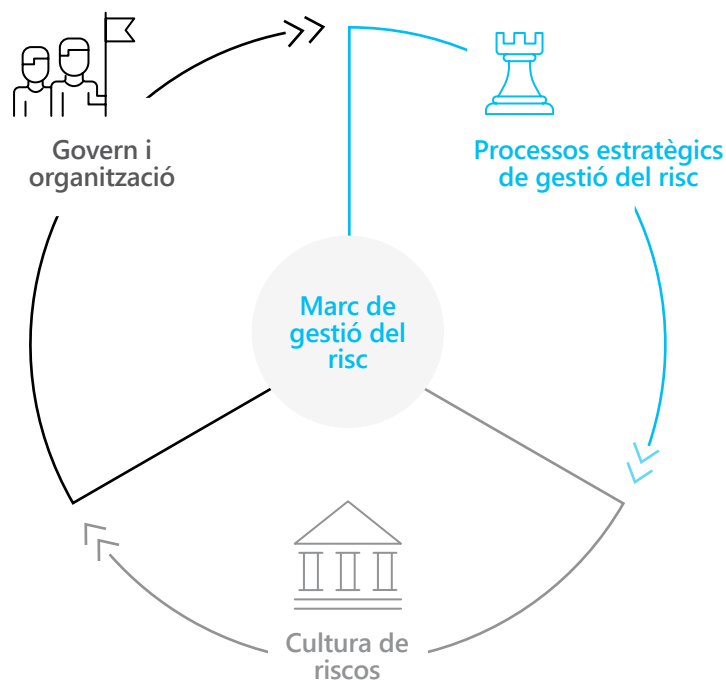 Govern i
organització
Processos estratègics
de gestió del risc
Marc de
gestió del
risc
Cultura de
riscos